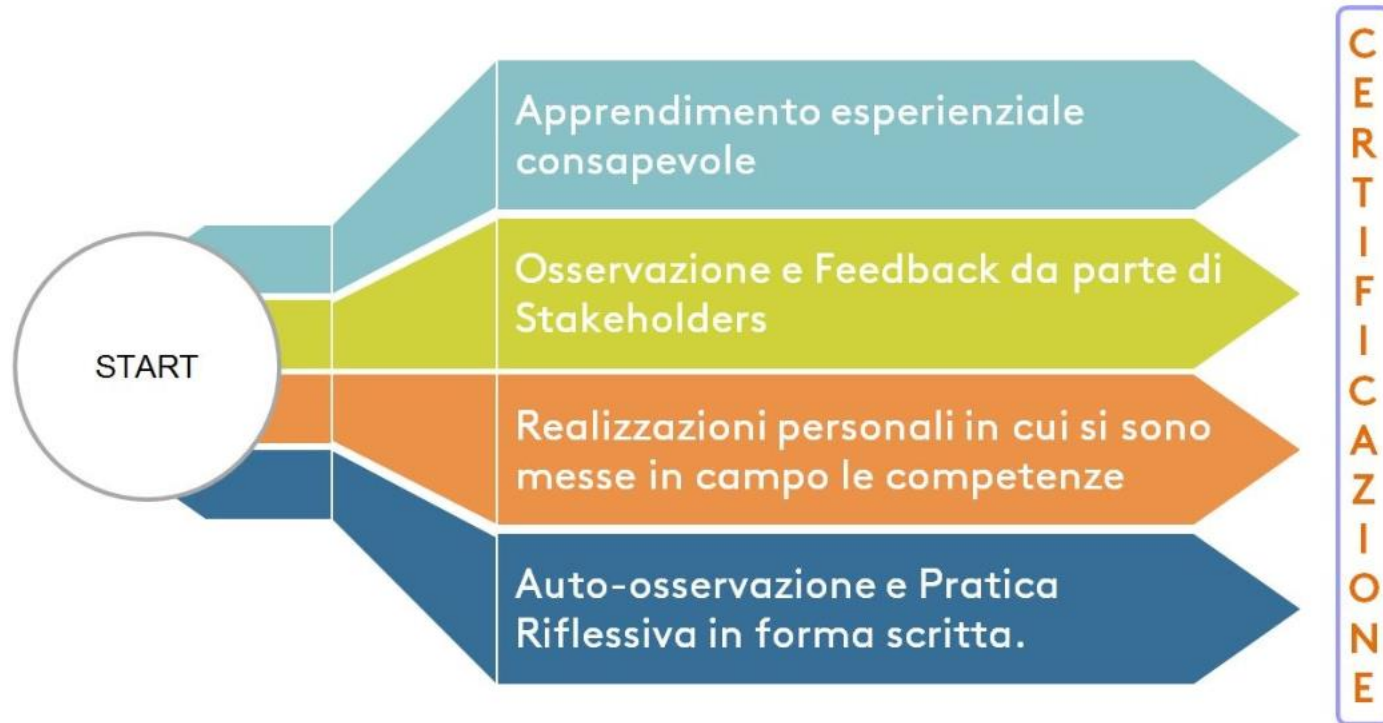 START
Apprendimento esperienziale
consapevole
Osservazione e Feedback da parte di
Stakeholders
Realizzazioni personali in cui si sono
messe in campo le competenze
Auto-osservazione e Pratica
Riflessiva in forma scritta.
CERTIFICAZIONE